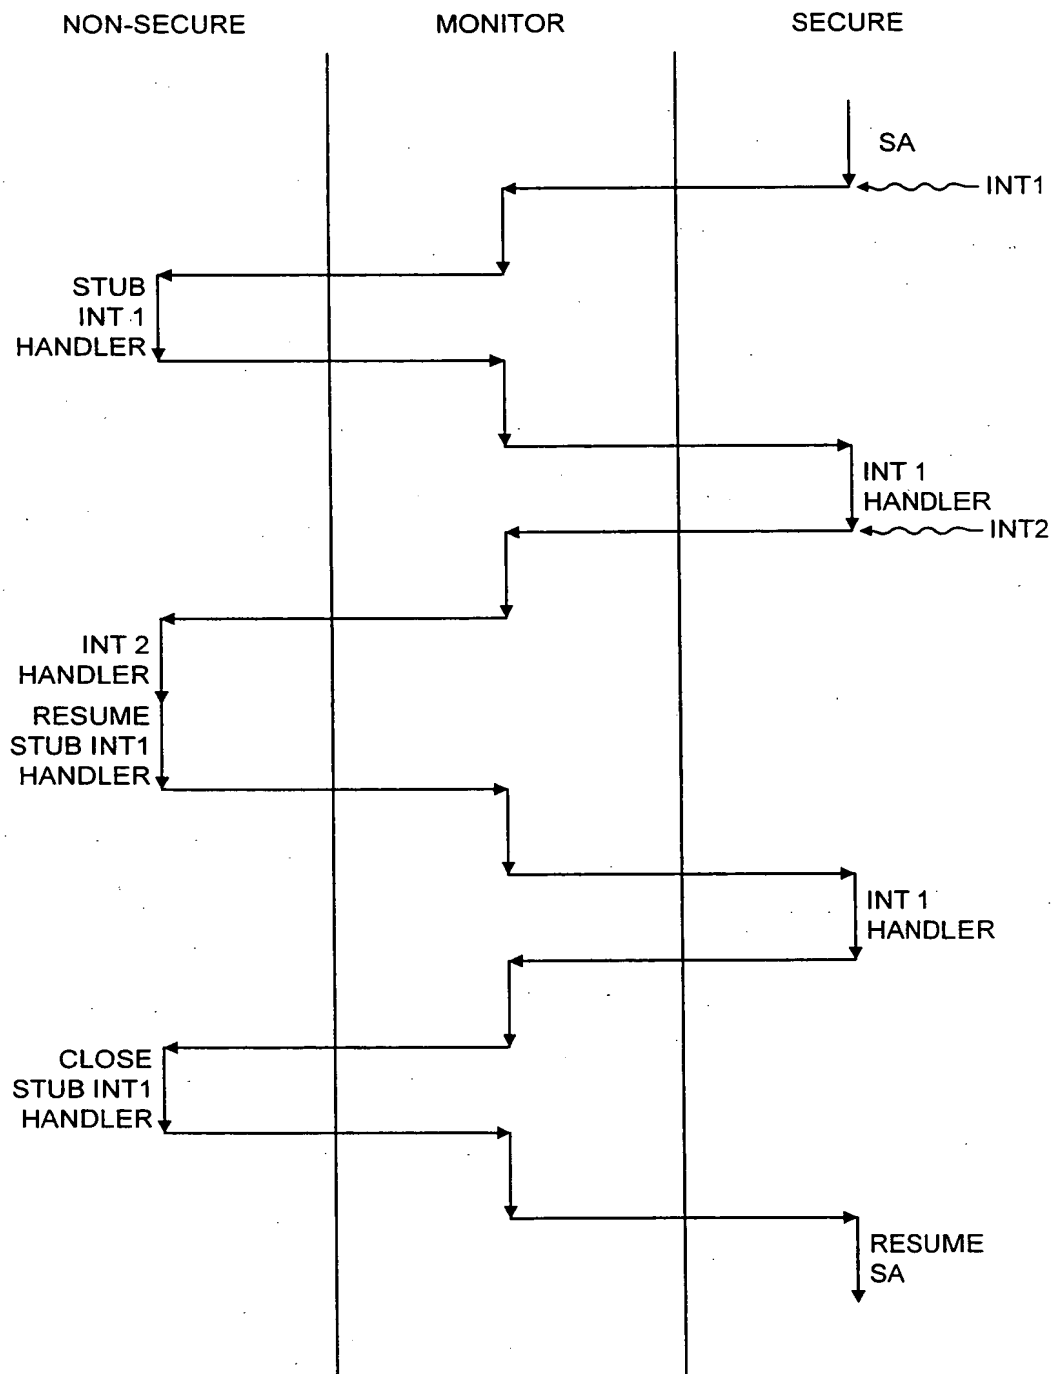 NON-SECURE
MONITOR
SECURE
SA
INT1
STUB
INT 1
HANDLER
INT 1
HANDLER
INT2
INT 2
HANDLER
RESUME
STUB INT1
HANDLER
INT 1
HANDLER
CLOSE
STUB INT1
HANDLER
RESUME
SA